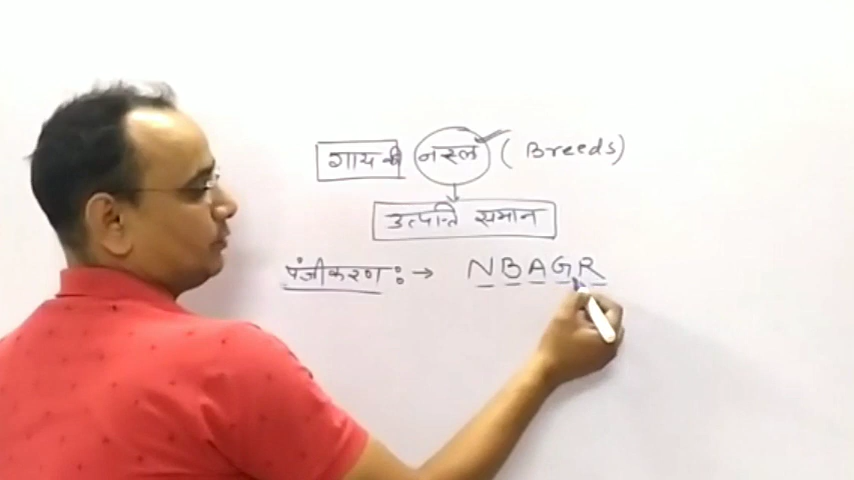 गाय की नस्ल (Breeds)
उत्पत्ति समान
पंजीकरण :→ NBAGR